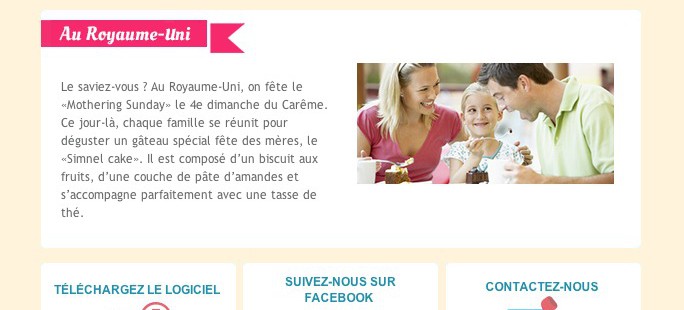 Au Royaume-Uni
Le saviez-vous ? Au Royaume-Uni, on fête le
«Mothering Sunday» le 4e dimanche du Carême.
Ce jour-là, chaque famille se réunit pour
déguster un gâteau spécial fête des mères, le
«Simnel cake». Il est composé d’un biscuit aux
fruits, d’une couche de pâte d’amandes et
s’accompagne parfaitement avec une tasse de
thé.
TÉLÉCHARGEZ LE LOGICIEL
SUIVEZ-NOUS SUR
FACEBOOK
CONTACTEZ-NOUS